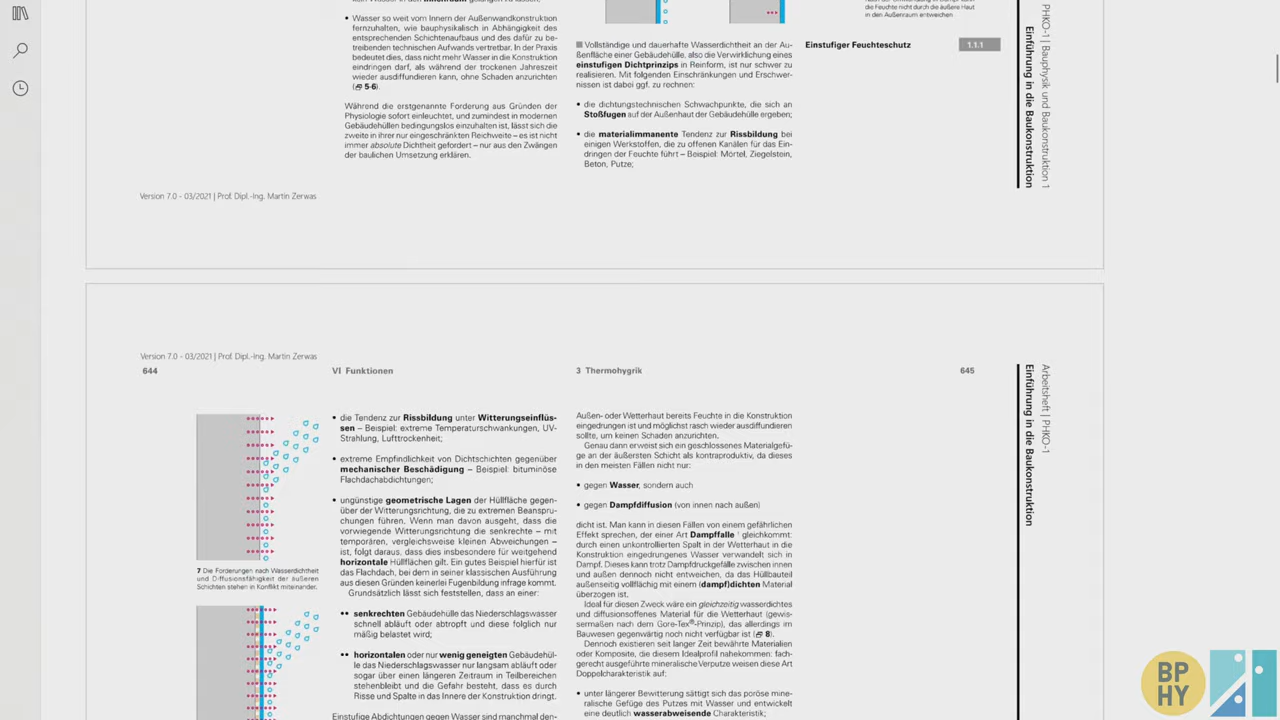 • Wasser so weit vom Innern der Außenwandkonstruktion
fernzuhalten, wie bauphysikalisch in Abhängigkeit des
entsprechenden Schichtenaufbaus und des dafür zu be-
treibenden technischen Aufwands vertretbar. In der Praxis
bedeutet dies, dass nicht mehr Wasser in die Konstruktion
eindringen darf, als während der trockenen Jahreszeit
wieder ausdiffundieren kann, ohne Schaden anzurichten
(5-6).
Während die erstgenannte Forderung aus Gründen der
Physiologie sofort einleuchtet, und zumindest in modernen
Gebäudehüllen bedingungslos einzuhalten ist, lässt sich die
zweite in ihrer nur eingeschränkten Reichweite – es ist nicht
immer absolute Dichtheit gefordert – nur aus den Zwängen
der baulichen Umsetzung erklären.
die Feuchte nicht durch die äußere Haut
in den Außenraum entweichen
Vollständige und dauerhafte Wasserdichtheit an der Au-
ßenfläche einer Gebäudehülle, also die Verwirklichung eines
einstufigen Dichtprinzips in Reinform, ist nur schwer zu
realisieren. Mit folgenden Einschränkungen und Erschwer-
nissen ist dabei ggf. zu rechnen:
• die dichtungstechnischen Schwachpunkte, die sich an
Stoßfugen auf der Außenhaut der Gebäudehülle ergeben;
• die materialimmanente Tendenz zur Rissbildung bei
einigen Werkstoffen, die zu offenen Kanälen für das Ein-
dringen der Feuchte führt – Beispiel: Mörtel, Ziegelstein,
Beton, Putze;
Einstufiger Feuchteschutz
1.1.1
PHKO-1 | Bauphysik und Baukonstruktion 1
Einführung in die Baukonstruktion
Version 7.0 - 03/2021 | Prof. Dipl.-Ing. Martin Zerwas
Version 7.0 - 03/2021 | Prof. Dipl.-Ing. Martin Zerwas
644
VI Funktionen
3 Thermohygrik
645
Arbeitsheft | PHKO-1
Einführung in die Baukonstruktion
7 Die Forderungen nach Wasserdichtheit
und Diffusionsfähigkeit der äußeren
Schichten stehen in Konflikt miteinander.
• die Tendenz zur Rissbildung unter Witterungseinflüs-
sen – Beispiel: extreme Temperaturschwankungen, UV-
Strahlung, Lufttrockenheit;
• extreme Empfindlichkeit von Dichtschichten gegenüber
mechanischer Beschädigung – Beispiel: bituminöse
Flachdachabdichtungen;
• ungünstige geometrische Lagen der Hüllfläche gegen-
über der Witterungsrichtung, die zu extremen Beanspru-
chungen führen. Wenn man davon ausgeht, dass die
vorwiegende Witterungsrichtung die senkrechte – mit
temporären, vergleichsweise kleinen Abweichungen –
ist, folgt daraus, dass dies insbesondere für weitgehend
horizontale Hüllflächen gilt. Ein gutes Beispiel hierfür ist
das Flachdach, bei dem in seiner klassischen Ausführung
aus diesen Gründen keinerlei Fugenbildung infrage kommt.
Grundsätzlich lässt sich feststellen, dass an einer:
•• senkrechten Gebäudehülle das Niederschlagswasser
schnell abläuft oder abtropft und diese folglich nur
mäßig belastet wird;
•• horizontalen oder nur wenig geneigten Gebäudehül-
le das Niederschlagswasser nur langsam abläuft oder
sogar über einen längeren Zeitraum in Teilbereichen
stehenbleibt und die Gefahr besteht, dass es durch
Risse und Spalte in das Innere der Konstruktion dringt.
Einstufige Abdichtungen gegen Wasser sind manchmal den-
Außen- oder Wetterhaut bereits Feuchte in die Konstruktion
eingedrungen ist und möglichst rasch wieder ausdiffundieren
sollte, um keinen Schaden anzurichten.
Genau dann erweist sich ein geschlossenes Materialgefü-
ge an der äußersten Schicht als kontraproduktiv, da dieses
in den meisten Fällen nicht nur:
• gegen Wasser, sondern auch
• gegen Dampfdiffusion (von innen nach außen)
dicht ist. Man kann in diesen Fällen von einem gefährlichen
Effekt sprechen, der einer Art Dampffalle gleichkommt:
durch einen unkontrollierten Spalt in der Wetterhaut in die
Konstruktion eingedrungenes Wasser verwandelt sich in
Dampf. Dieses kann trotz Dampfdruckgefälle zwischen innen
und außen dennoch nicht entweichen, da das Hüllbauteil
außenseitig vollflächig mit einem (dampf)dichten Material
überzogen ist.
Ideal für diesen Zweck wäre ein gleichzeitig wasserdichtes
und diffusionsoffenes Material für die Wetterhaut (gewis-
sermaßen nach dem Gore-Tex®-Prinzip), das allerdings im
Bauwesen gegenwärtig noch nicht verfügbar ist (8).
Dennoch existieren seit langer Zeit bewährte Materialien
oder Komposite, die diesem Idealprofil nahekommen: fach-
gerecht ausgeführte mineralische Verputze weisen diese Art
Doppelcharakteristik auf:
• unter längerer Bewitterung sättigt sich das poröse mine-
ralische Gefüge des Putzes mit Wasser und entwickelt
eine deutlich wasserabweisende Charakteristik;
BP
HY